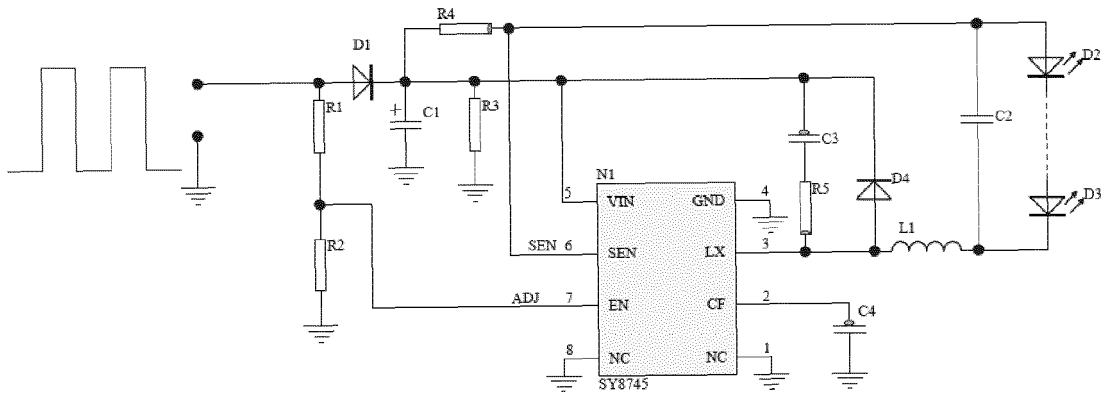 R4
D1
D2
R1
+
C1
R3
C3
C2
N1
R5
D4
D3
5
VIN
GND
4
L1
R2
SEN 6
SEN
LX
3
ADJ
7
EN
CF
2
C4
8
NC
NC
1
SY8745